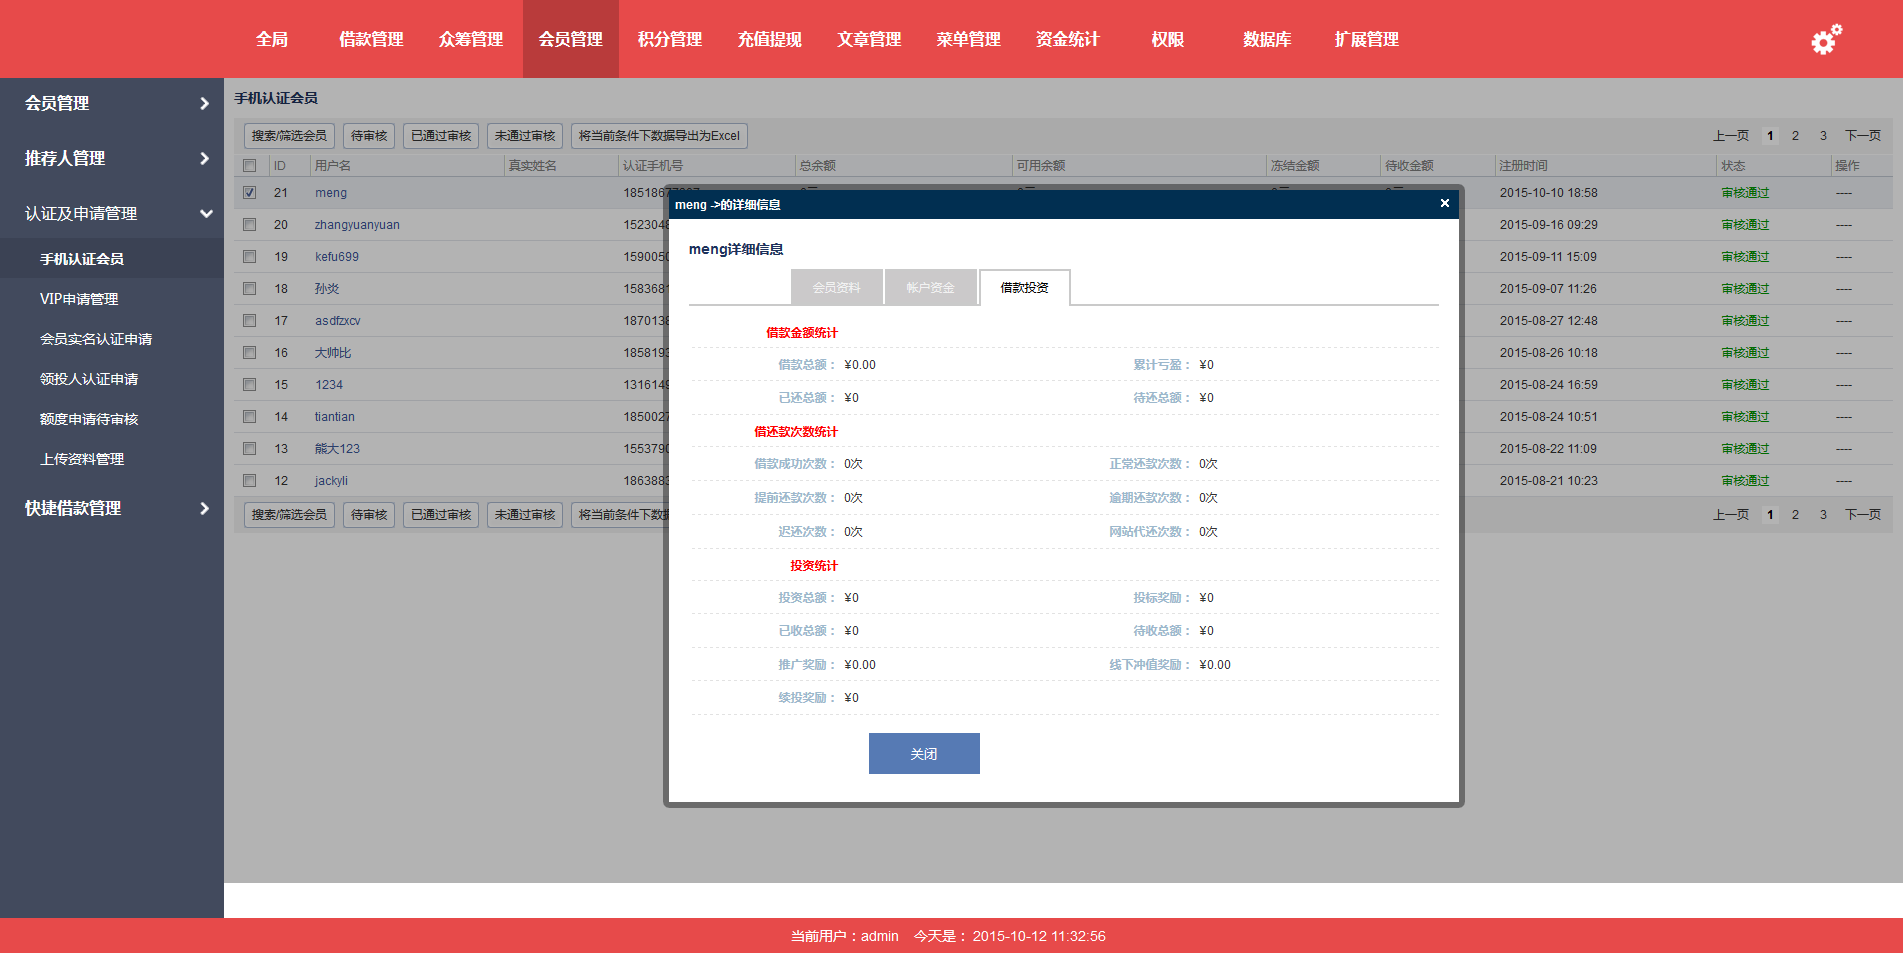 全局 借款管理 众筹管理 会员管理 积分管理 充值提现 文章管理 菜单管理 资金统计 权限 数据库 扩展管理
会员管理
推荐人管理
认证及申请管理
手机认证会员
VIP申请管理
会员实名认证申请
领投人认证申请
额度申请待审核
上传资料管理
快捷借款管理
手机认证会员
搜索/筛选会员 待审核 已通过审核 未通过审核 将当前条件下数据导出为Excel 上一页 1 2 3 下一页
ID 用户名 真实姓名 认证手机号 总余额 可用余额 冻结金额 待收金额 注册时间 状态 操作
21 meng 2015-10-10 18:58 审核通过 ----
20 zhangyuanyuan 152304 2015-09-16 09:29 审核通过 ----
19 kefu699 159005 2015-09-11 15:09 审核通过 ----
18 孙炎 158368 2015-09-07 11:26 审核通过 ----
17 asdfzxcv 187013 2015-08-27 12:48 审核通过 ----
16 大帅比 185819 2015-08-26 10:18 审核通过 ----
15 1234 131614 2015-08-24 16:59 审核通过 ----
14 tiantian 185002 2015-08-24 10:51 审核通过 ----
13 熊大123 155379 2015-08-22 11:09 审核通过 ----
12 jackyli 186388 2015-08-21 10:23 审核通过 ----
搜索/筛选会员 待审核 已通过审核 未通过审核 将当前条件下数据 上一页 1 2 3 下一页
meng ->的详细信息
meng详细信息
会员资料 帐户资金 借款投资
借款金额统计
借款总额： ¥0.00 累计亏盈： ¥0
已还总额： ¥0 待还总额： ¥0
借还款次数统计
借款成功次数： 0次 正常还款次数： 0次
提前还款次数： 0次 逾期还款次数： 0次
迟还次数： 0次 网站代还次数： 0次
投资统计
投资总额： ¥0 投标奖励： ¥0
已收总额： ¥0 待收总额： ¥0
推广奖励： ¥0.00 线下冲值奖励： ¥0.00
续投奖励： ¥0
关闭
当前用户：admin 今天是： 2015-10-12 11:32:56